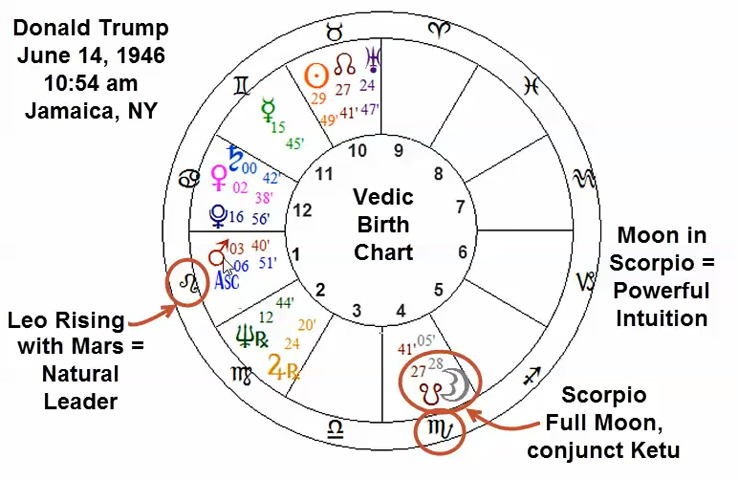 Donald Trump
June 14, 1946
10:54 am
Jamaica, NY
29 27 24
49' 41' 47'
15
45'
00 42'
02 38'
16 56'
03 40'
06 51'
Asc
12 44'
24 20'
41' 05'
27 28
10 9
11 8
12 7
1 6
2 5
3 4
Vedic
Birth
Chart
Moon in
Scorpio =
Powerful
Intuition
Leo Rising
with Mars =
Natural
Leader
Scorpio
Full Moon,
conjunct Ketu